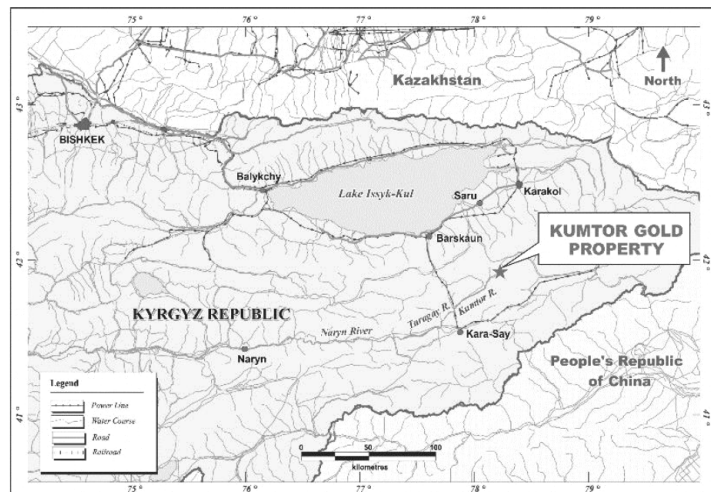 75° 76° 77° 78° 79°
Kazakhstan
North
43° 43°
BISHKEK
Balykchy
Lake Issyk-Kul
Saru
Karakol
KUMTOR GOLD
PROPERTY
Barskaun
42° 42°
KYRGYZ REPUBLIC
Taragay R.
Kumtor R.
Naryn River
Kara-Say
Naryn
People's Republic
of China
Legend
Power Line
Water Coarse
Road
Railroad
41° 41°
0 50 100
kilometres
75° 76° 77° 78° 79°